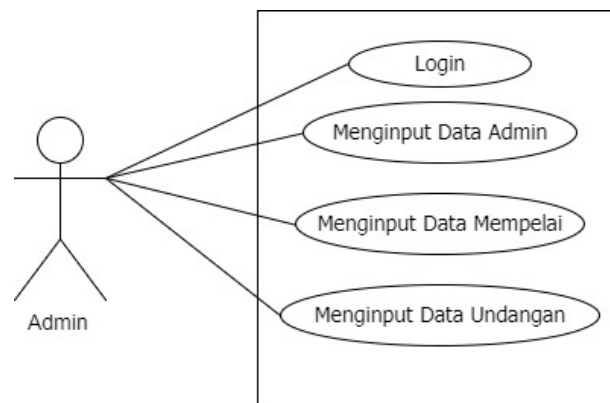 Login
Menginput Data Admin
Menginput Data Mempelai
Menginput Data Undangan
Admin